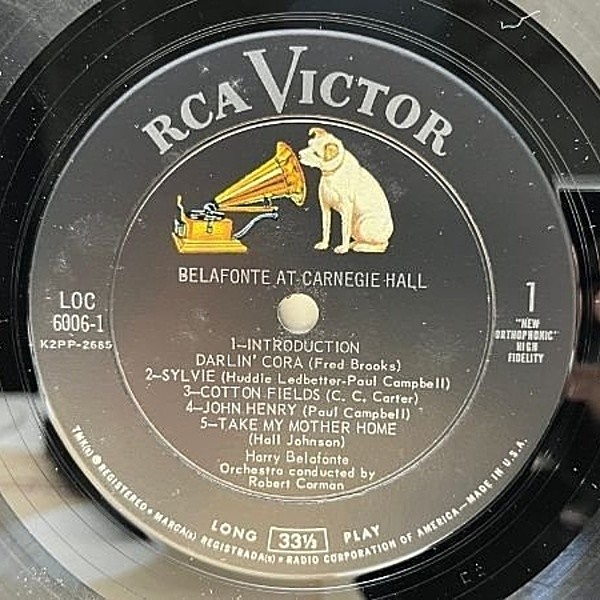 RCA VICTOR
BELAFONTE AT CARNEGIE HALL
LOC
6006-1
K2PP-2685
1
"NEW
ORTHOPHONIC"
HIGH
FIDELITY
1—INTRODUCTION
DARLIN' CORA (Fred Brooks)
2—SYLVIE (Huddie Ledbetter-Paul Campbell)
3—COTTON FIELDS (C. C. Carter)
4—JOHN HENRY (Paul Campbell)
5—TAKE MY MOTHER HOME
(Hall Johnson)
Harry Belafonte
Orchestra conducted by
Robert Corman
LONG 33⅓ PLAY
TMK(s) ® REGISTERED • MARCA(s) REGISTRADA(s) • RADIO CORPORATION OF AMERICA—MADE IN U.S.A.